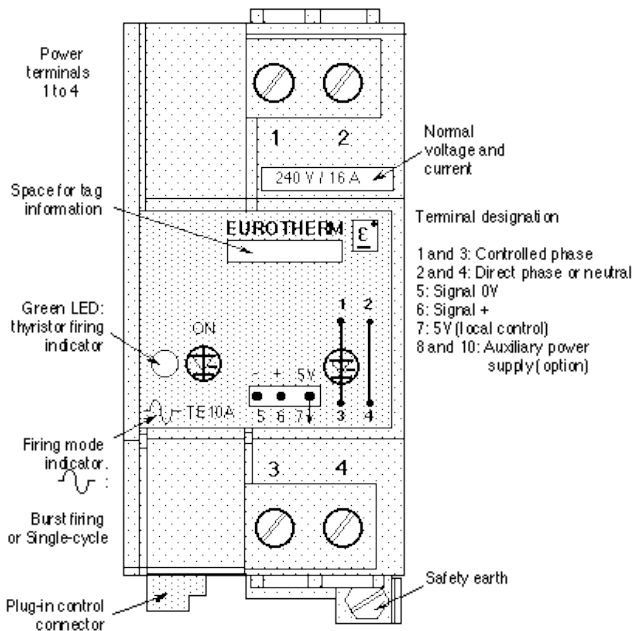 Power
terminals
1 to 4
1 2
Normal
voltage and
current
240 V / 16 A
Space for tag
information
EUROTHERM ε
Terminal designation
1 and 3: Controlled phase
2 and 4: Direct phase or neutral
5: Signal 0V
6: Signal +
7: 5V (local control)
8 and 10: Auxiliary power
supply (option)
Green LED:
thyristor firing
indicator
ON
1 2
- + 5V
5 6 7
3 4
TE10A
Firing mode
indicator.
:
Burst firing
or Single-cycle
3 4
Plug-in control
connector
Safety earth